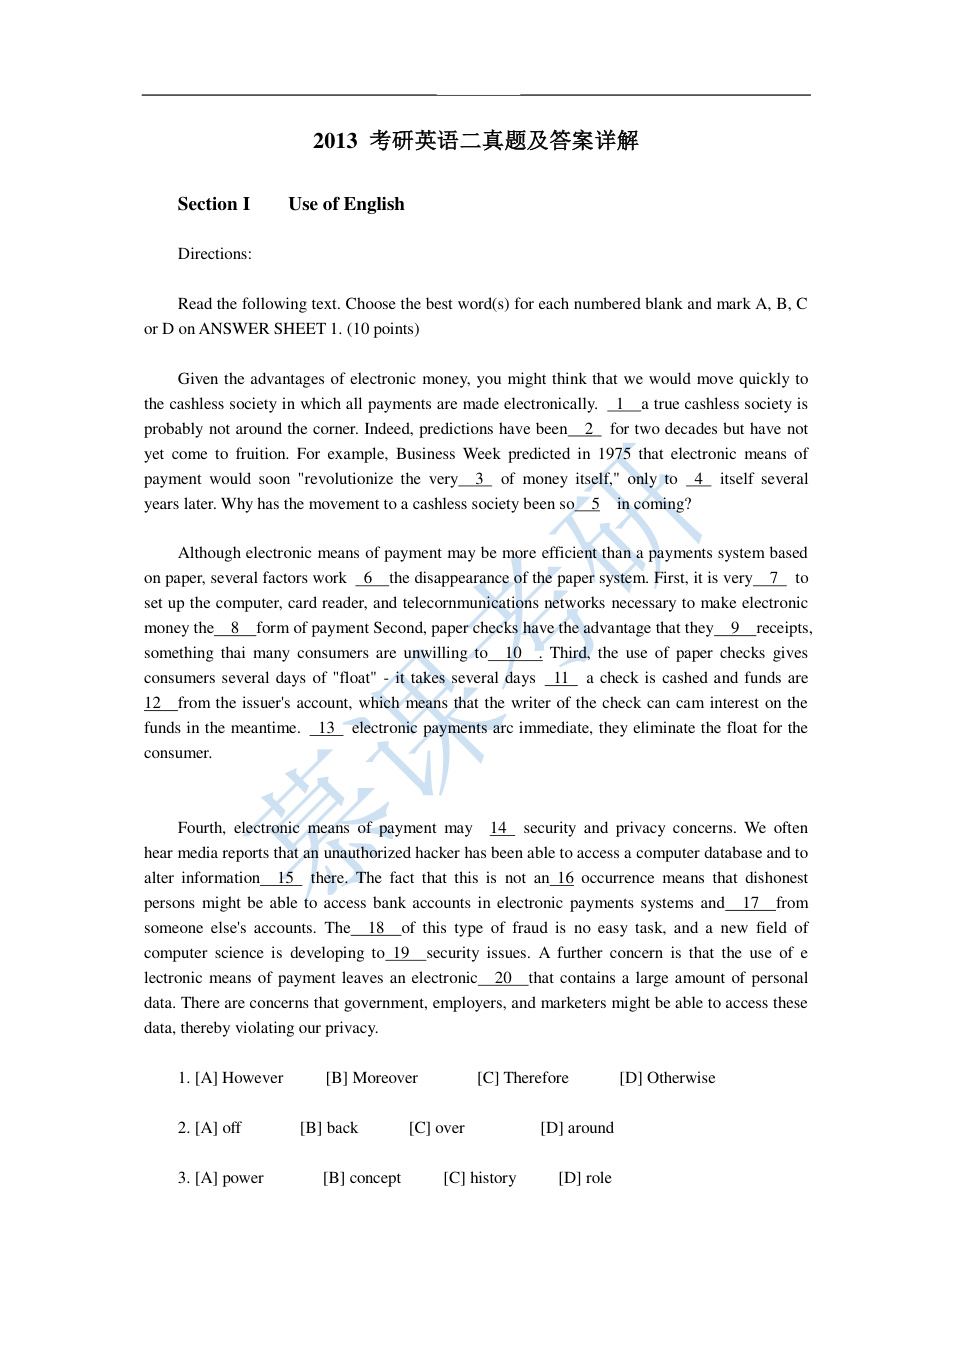 2013 考研英语二真题及答案详解
Section I Use of English
Directions:
Read the following text. Choose the best word(s) for each numbered blank and mark A, B, C
or D on ANSWER SHEET 1. (10 points)
Given the advantages of electronic money, you might think that we would move quickly to
the cashless society in which all payments are made electronically. 1 a true cashless society is
probably not around the corner. Indeed, predictions have been 2 for two decades but have not
yet come to fruition. For example, Business Week predicted in 1975 that electronic means of
payment would soon "revolutionize the very 3 of money itself," only to 4 itself several
years later. Why has the movement to a cashless society been so 5 in coming?
Although electronic means of payment may be more efficient than a payments system based
on paper, several factors work 6 the disappearance of the paper system. First, it is very 7 to
set up the computer, card reader, and telecornmunications networks necessary to make electronic
money the 8 form of payment Second, paper checks have the advantage that they 9 receipts,
something thai many consumers are unwilling to 10 . Third, the use of paper checks gives
consumers several days of "float" - it takes several days 11 a check is cashed and funds are
12 from the issuer's account, which means that the writer of the check can cam interest on the
funds in the meantime. 13 electronic payments arc immediate, they eliminate the float for the
consumer.
Fourth, electronic means of payment may 14 security and privacy concerns. We often
hear media reports that an unauthorized hacker has been able to access a computer database and to
alter information 15 there. The fact that this is not an 16 occurrence means that dishonest
persons might be able to access bank accounts in electronic payments systems and 17 from
someone else's accounts. The 18 of this type of fraud is no easy task, and a new field of
computer science is developing to 19 security issues. A further concern is that the use of e
lectronic means of payment leaves an electronic 20 that contains a large amount of personal
data. There are concerns that government, employers, and marketers might be able to access these
data, thereby violating our privacy.
1. [A] However [B] Moreover [C] Therefore [D] Otherwise
2. [A] off [B] back [C] over [D] around
3. [A] power [B] concept [C] history [D] role
慕课考研